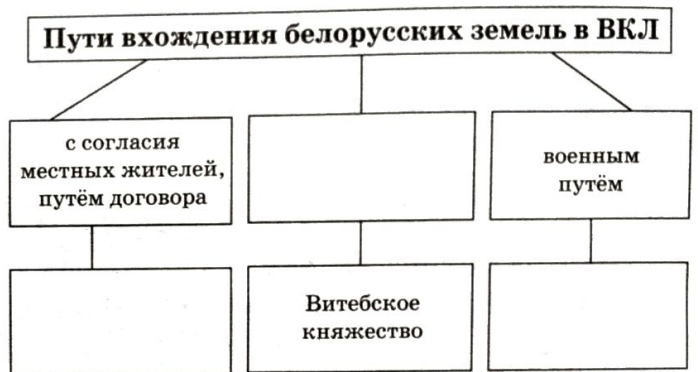 Пути вхождения белорусских земель в ВКЛ
с согласия
местных жителей,
путём договора
военным
путём
Витебское
княжество